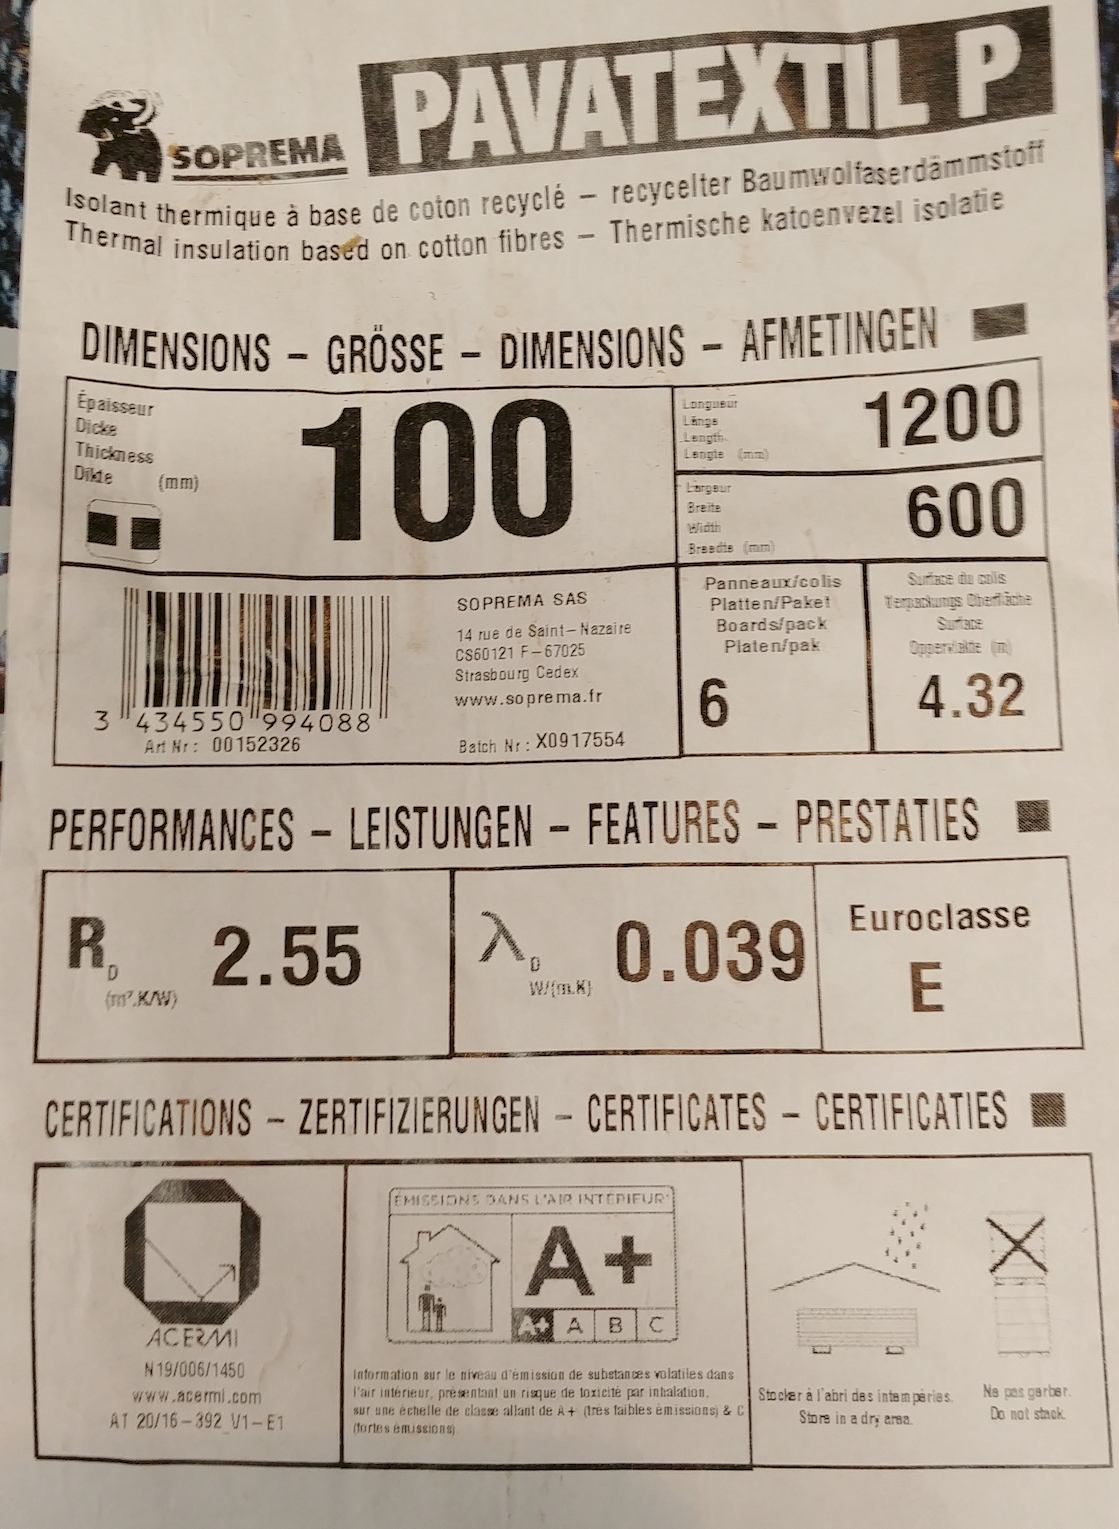 SOPREMA
PAVATEXTIL P
Isolant thermique à base de coton recyclé – recycelter Baumwolfaserdämmstoff
Thermal insulation based on cotton fibres – Thermische katoenvezel isolatie
DIMENSIONS – GRÖSSE – DIMENSIONS – AFMETINGEN
Épaisseur
Dicke
Thickness
Dikte (mm)
100
Longueur
Länge
Length
Lengte (mm)
1200
Largeur
Breite
Width
Breedte (mm)
600
3 434550 994088
Art Nr : 00152326
SOPREMA SAS
14 rue de Saint–Nazaire
CS60121 F–67025
Strasbourg Cedex
www.soprema.fr
Batch Nr : X0917554
Panneaux/colis
Platten/Paket
Boards/pack
Platen/pak
6
Surface du colis
Verpackungs Oberfläche
Surface
Oppervlakte (m)
4.32
PERFORMANCES – LEISTUNGEN – FEATURES – PRESTATIES
R D 2.55
(m².K/W)
λ D 0.039
W/(m.K)
Euroclasse
E
CERTIFICATIONS – ZERTIFIZIERUNGEN – CERTIFICATES – CERTIFICATIES
ACERMI
N 19/006/1450
www.acermi.com
AT 20/16–392_V1–E1
ÉMISSIONS DANS L'AIR INTÉRIEUR*
A+
A+ A B C
Information sur le niveau d'émission de substances volatiles dans
l'air intérieur, présentant un risque de toxicité par inhalation,
sur une échelle de classe allant de A+ (très faibles émissions) & C
(fortes émissions).
Stocker à l'abri des intempéries.
Store in a dry area.
Ne pas gerber.
Do not stack.